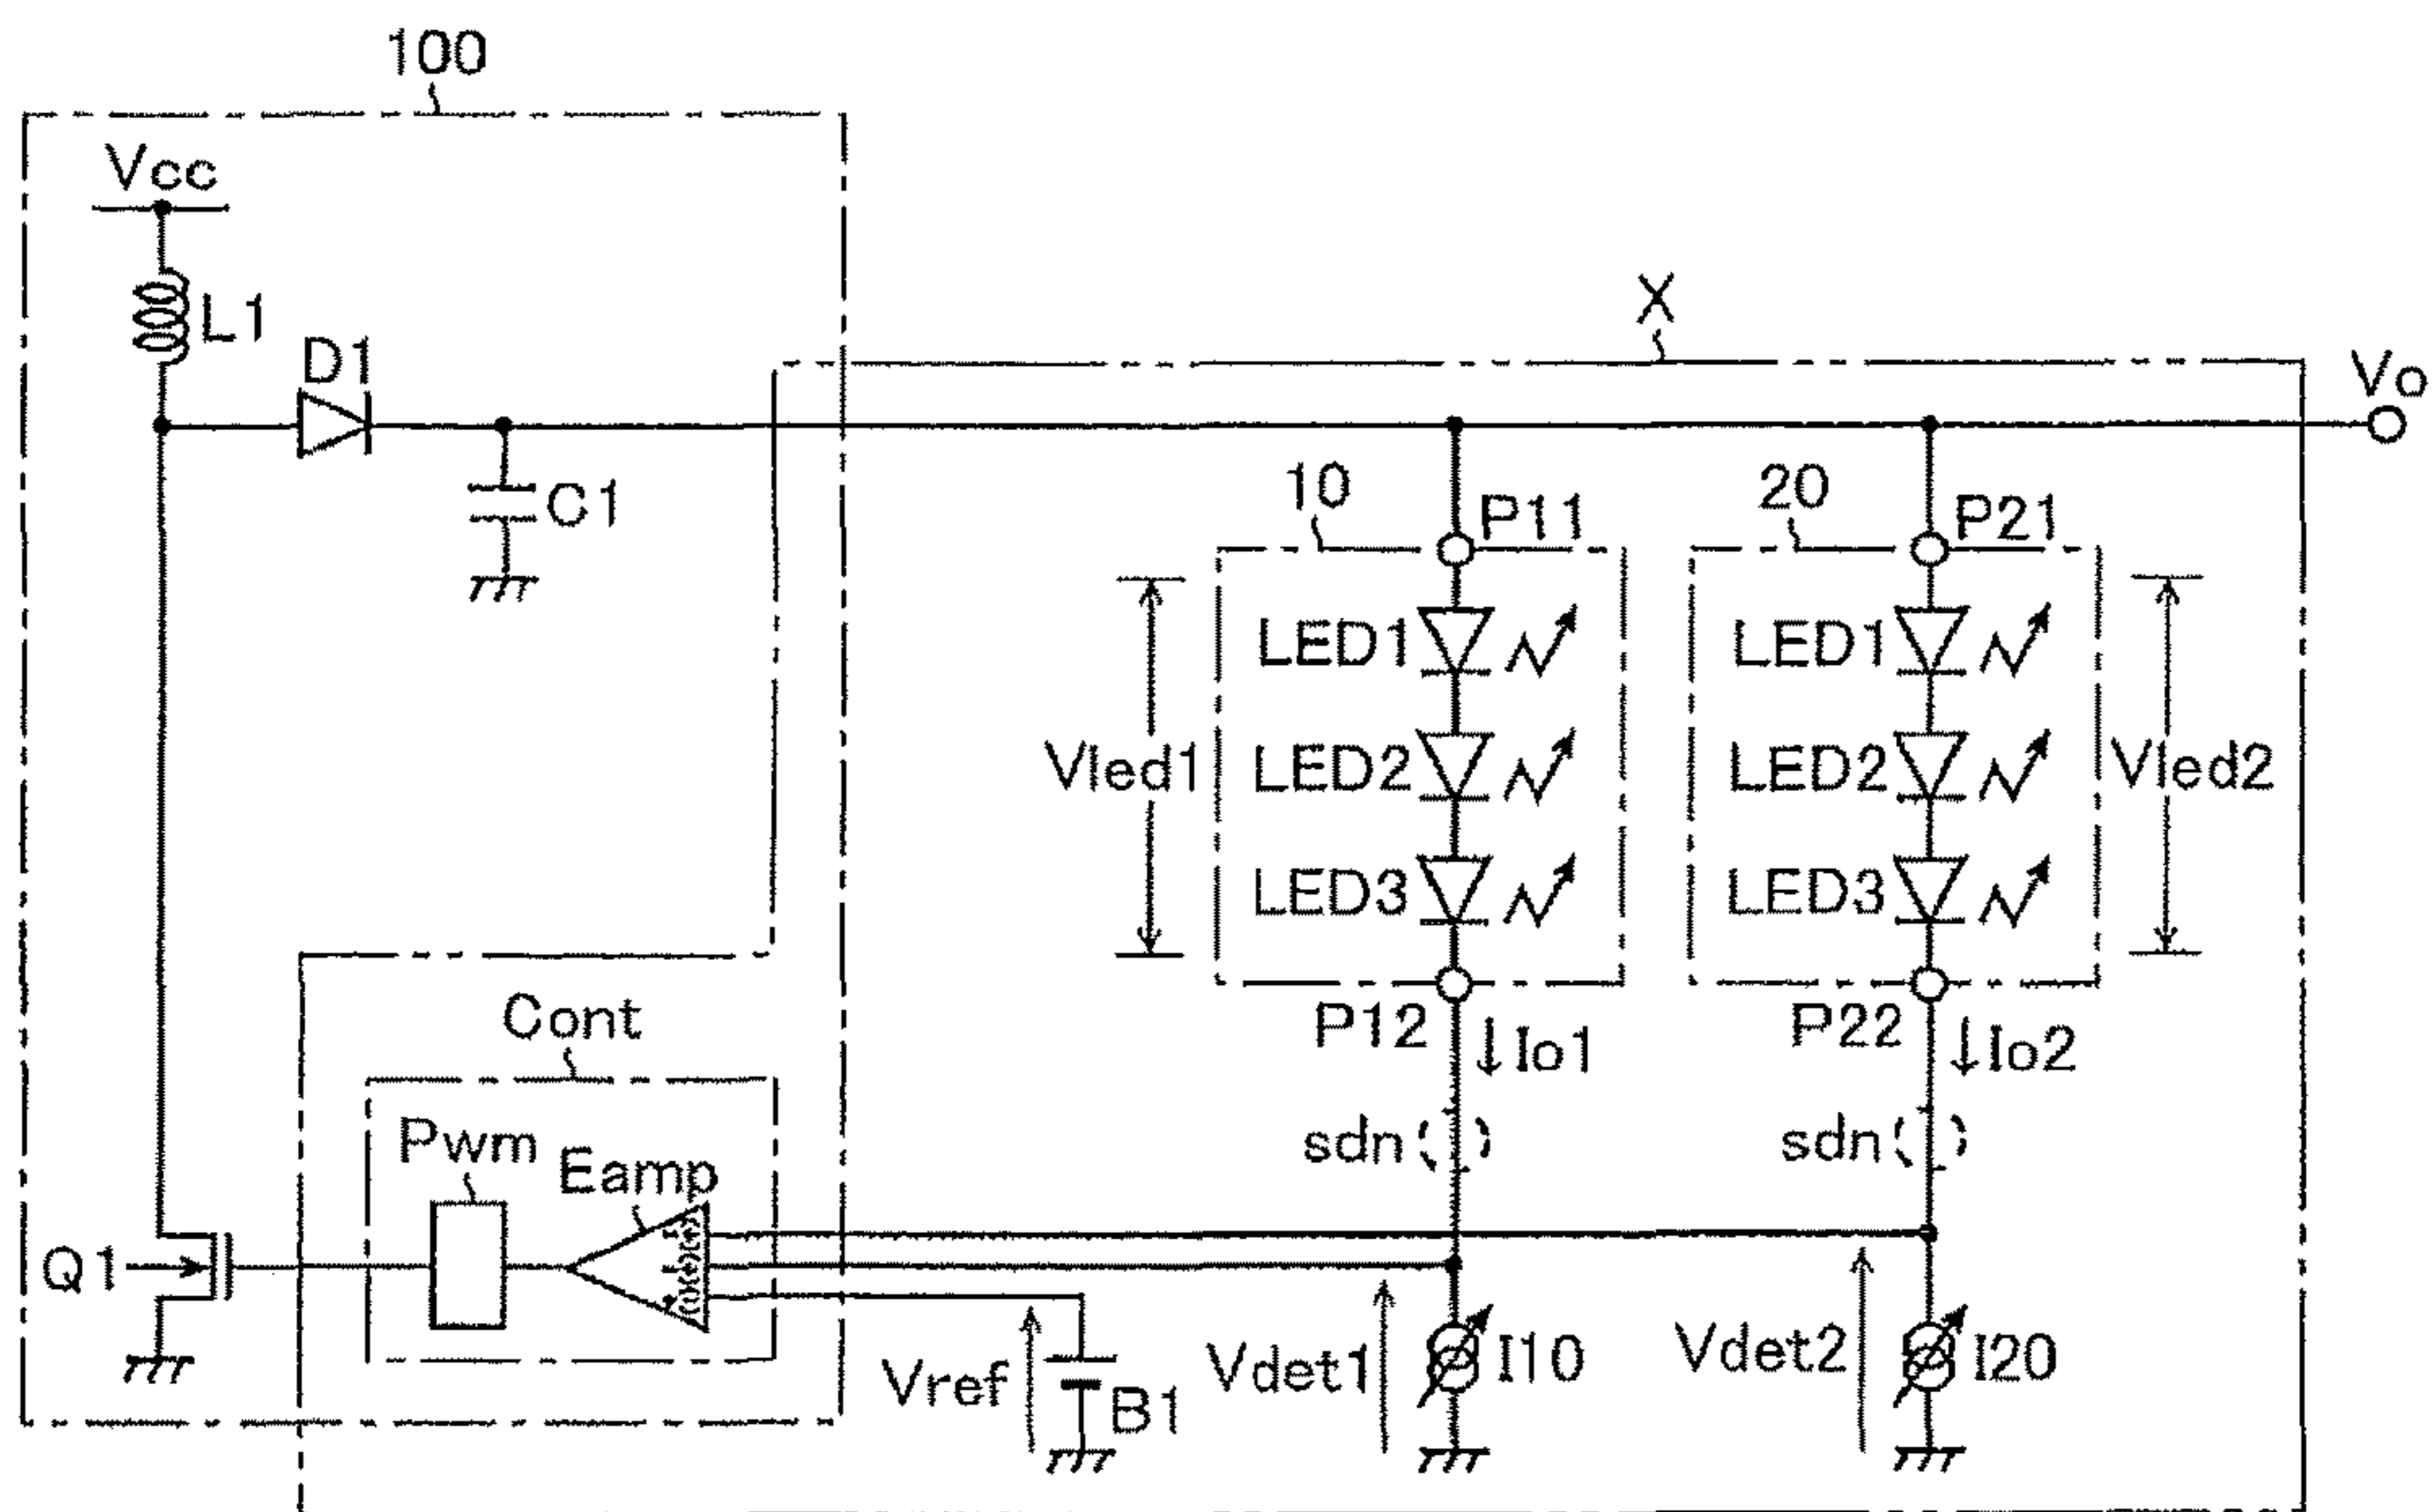 100
Vcc
L1
D1
C1
X
Vo
10
P11
20
P21
LED1
LED1
Vled1
LED2
LED2
Vled2
LED3
LED3
P12
Io1
P22
Io2
Cont
Pwm
Eamp
sdn
sdn
Q1
Vref
B1
Vdet1
I10
Vdet2
I20